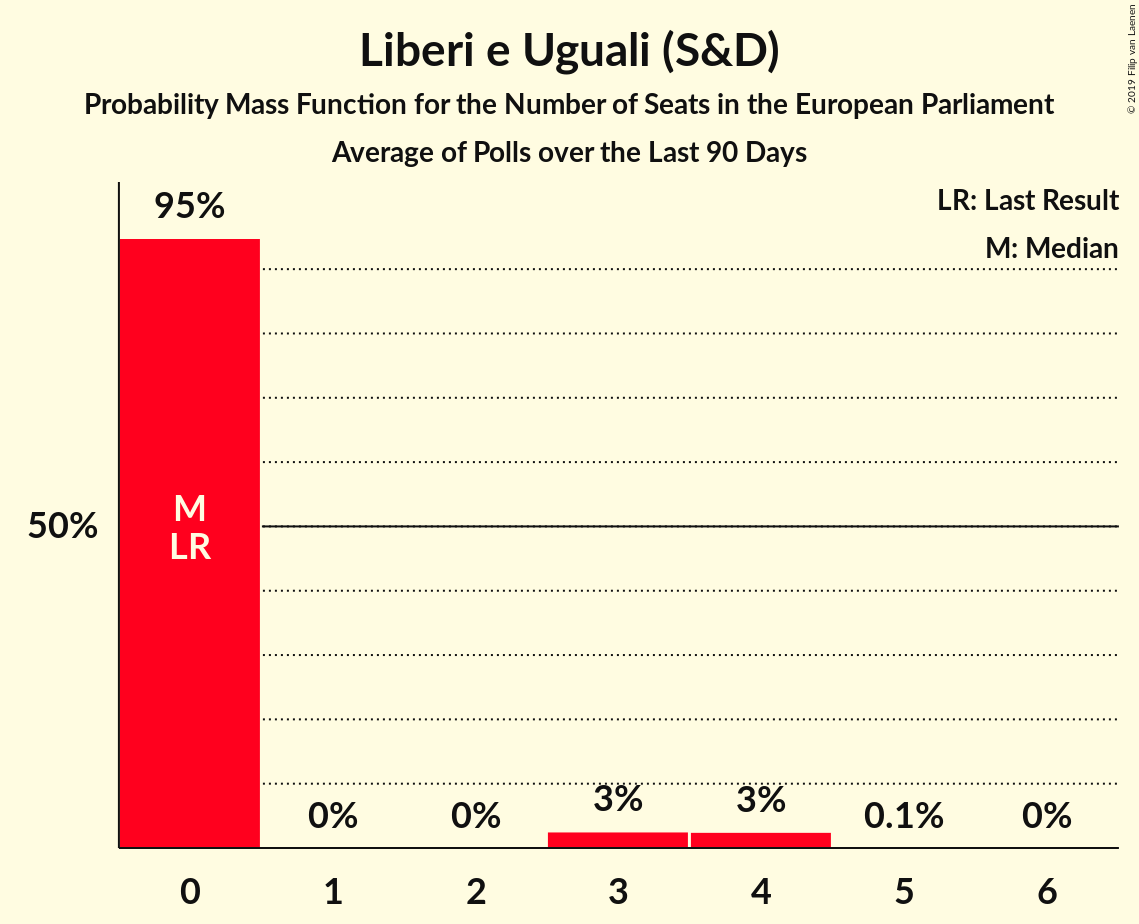 Liberi e Uguali (S&D)
Probability Mass Function for the Number of Seats in the European Parliament
Average of Polls over the Last 90 Days
© 2019 Filip van Laenen
LR: Last Result
M: Median
95%
50%
M
LR
0%
0%
3%
3%
0.1%
0%
0
1
2
3
4
5
6